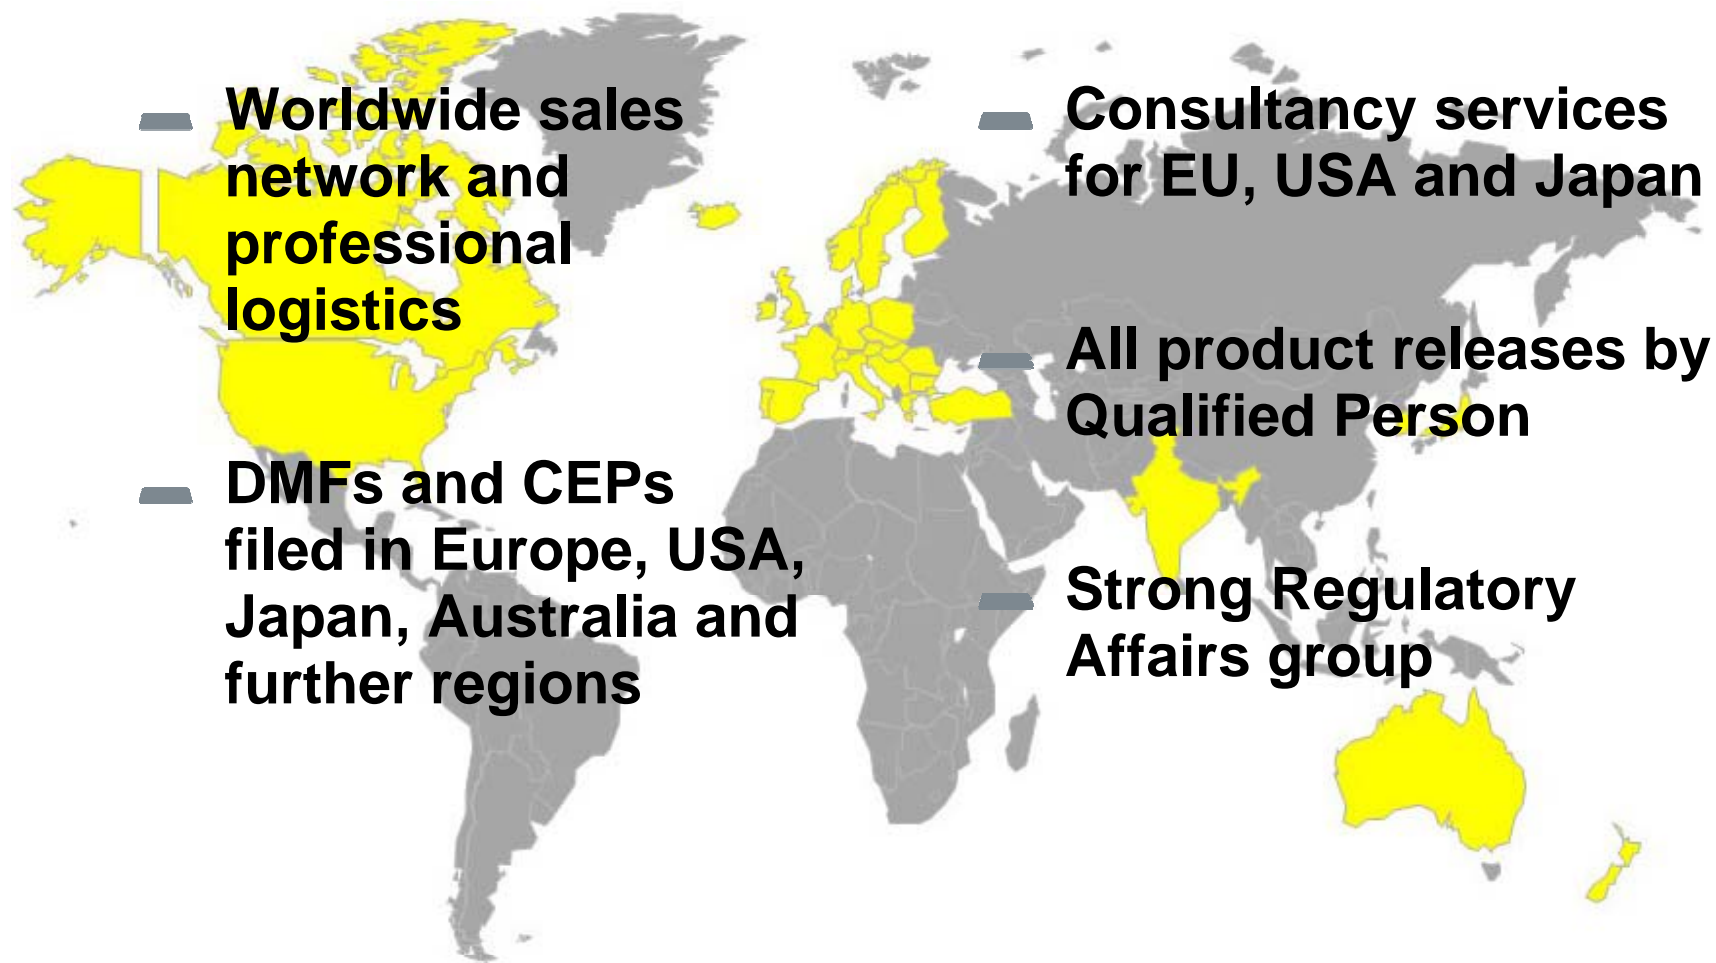 Worldwide sales
network and
professional
logistics
DMFs and CEPs
filed in Europe, USA,
Japan, Australia and
further regions
Consultancy services
for EU, USA and Japan
All product releases by
Qualified Person
Strong Regulatory
Affairs group